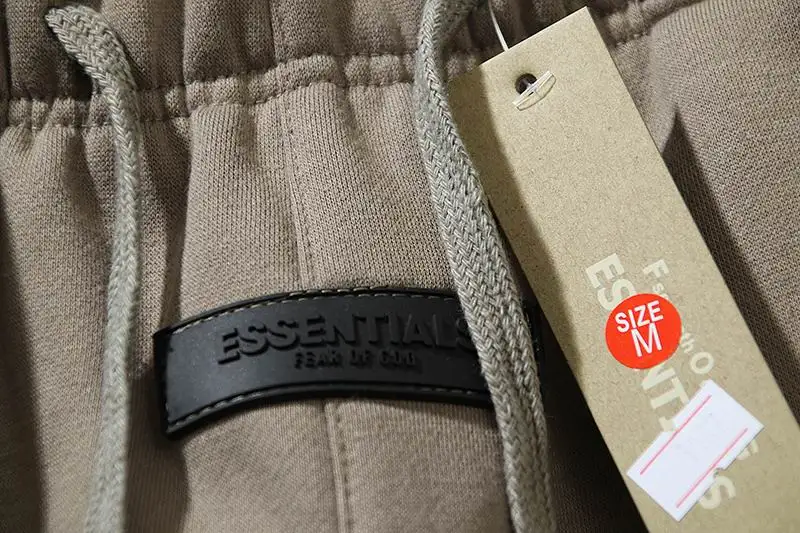 ESSENTIALS
FEAR OF GOD
SIZE
M